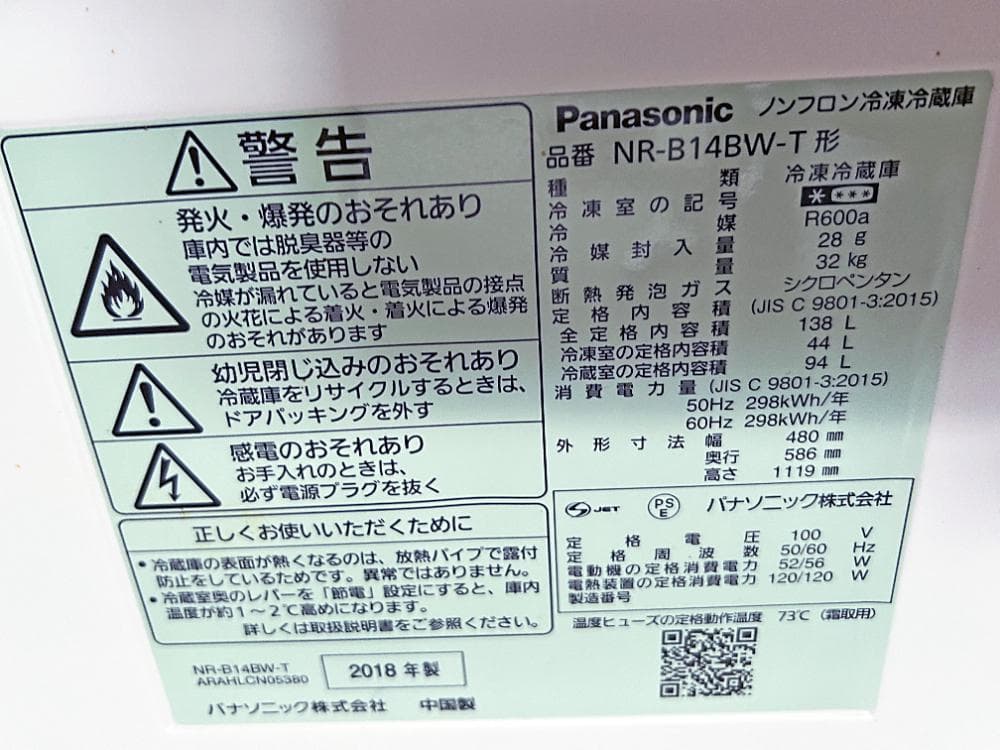 警告
発火・爆発のおそれあり
庫内では脱臭器等の
電気製品を使用しない
冷媒が漏れていると電気製品の接点
の火花による着火・着火による爆発
のおそれがあります
幼児閉じ込みのおそれあり
冷蔵庫をリサイクルするときは、
ドアパッキングを外す
感電のおそれあり
お手入れのときは、
必ず電源プラグを抜く
正しくお使いいただくために
・冷蔵庫の表面が熱くなるのは、放熱パイプで露付
防止をしているためです。異常ではありません。
・冷蔵室奥のレバーを「節電」設定にすると、庫内
温度が約1～2℃高めになります。
詳しくは取扱説明書をご参照ください。
NR-B14BW-T
ARAHLCN05380
2018 年製
パナソニック株式会社 中国製
Panasonic ノンフロン冷凍冷蔵庫
品番 NR-B14BW-T 形
種類 冷凍冷蔵庫
冷凍室の記号 * ***
冷媒 R600a
冷媒封入量 28 g
質量 32 kg
断熱発泡ガス シクロペンタン
定格内容積 (JIS C 9801-3:2015)
全定格内容積 138 L
冷凍室の定格内容積 44 L
冷蔵室の定格内容積 94 L
消費電力量 (JIS C 9801-3:2015)
50Hz 298kWh/年
60Hz 298kWh/年
外形寸法 幅 480 mm
奥行 586 mm
高さ 1119 mm
JET PSE パナソニック株式会社
定格電圧 100 V
定格周波数 50/60 Hz
電動機の定格消費電力 52/56 W
電熱装置の定格消費電力 120/120 W
製造番号
温度ヒューズの定格動作温度 73℃ (霜取用)